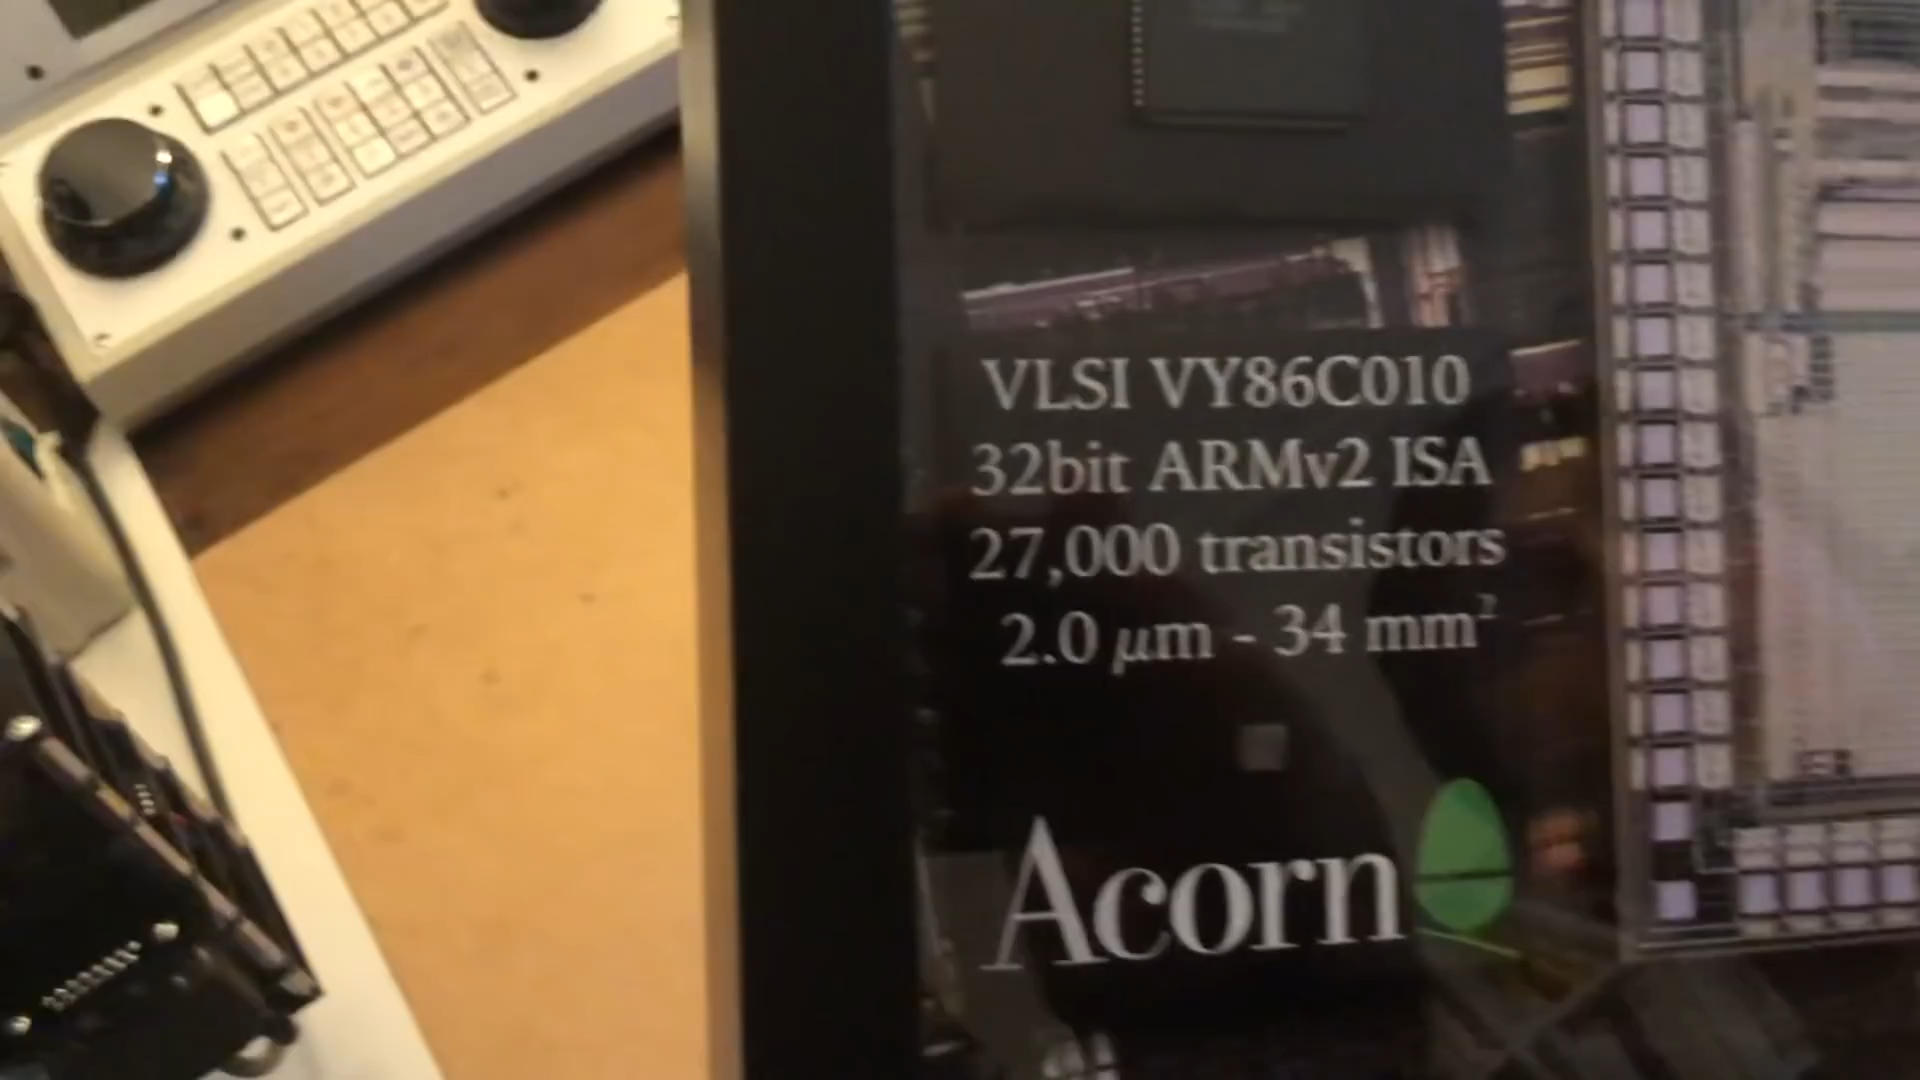 VLSI VY86C010
32bit ARMv2 ISA
27,000 transistors
2.0 µm - 34 mm²
Acorn